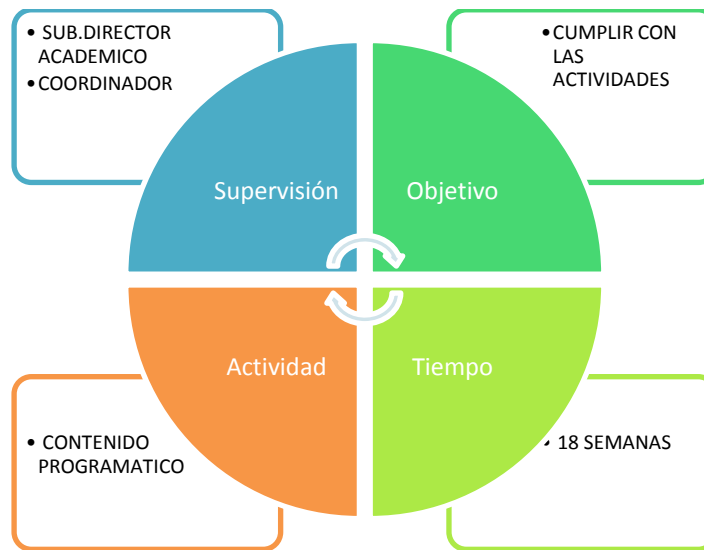 • SUB.DIRECTOR
ACADEMICO
• COORDINADOR
• CUMPLIR CON
LAS
ACTIVIDADES
Supervisión
Objetivo
Actividad
Tiempo
• CONTENIDO
PROGRAMATICO
• 18 SEMANAS